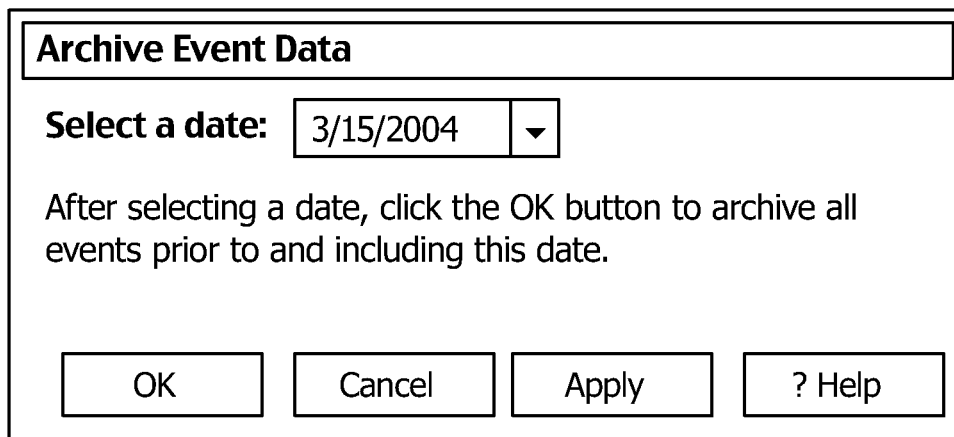 Archive Event Data
Select a date: 3/15/2004
After selecting a date, click the OK button to archive all
events prior to and including this date.
OK Cancel Apply ? Help